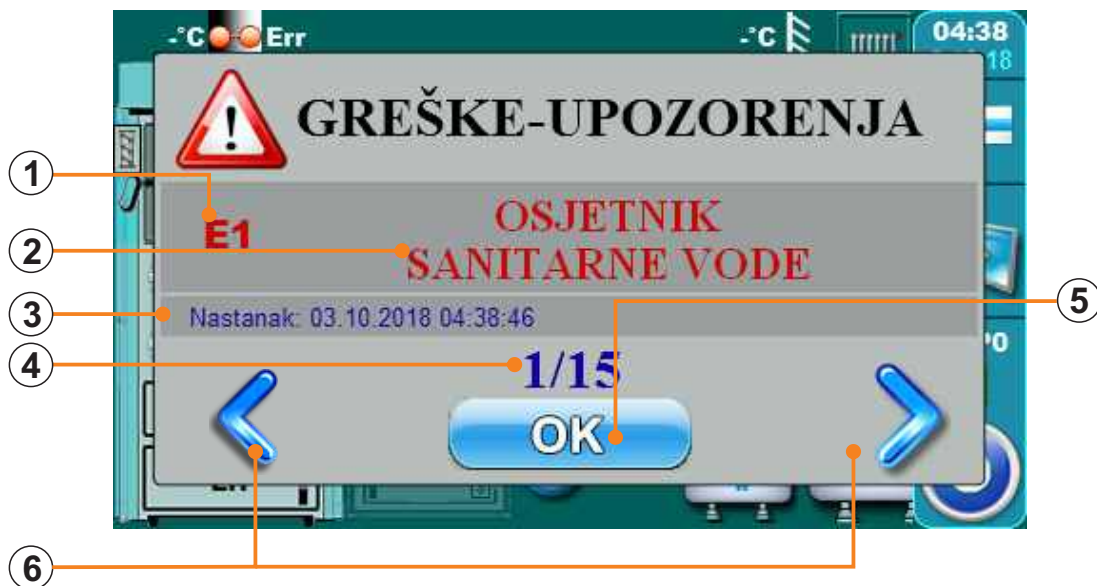 -°C Err -°C 04:38
18
GREŠKE-UPOZORENJA
1
E1 OSJETNIK
2 SANITARNE VODE
3 Nastanak: 03.10.2018 04:38:46 5
4 1/15
OK
6